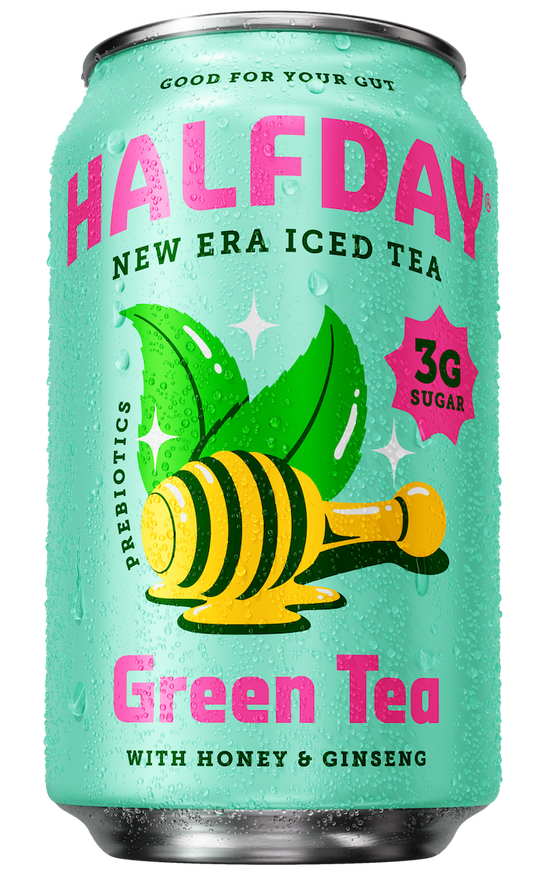 GOOD FOR YOUR GUT
HALFDAY®
NEW ERA ICED TEA
3G
SUGAR
PREBIOTICS
Green Tea
WITH HONEY & GINSENG